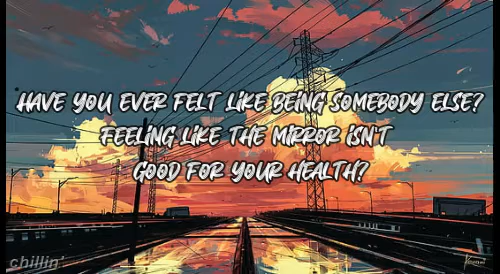 HAVE YOU EVER FELT LIKE BEING SOMEBODY ELSE?
FEELING LIKE THE MIRROR ISN'T
GOOD FOR YOUR HEALTH?
chillin'